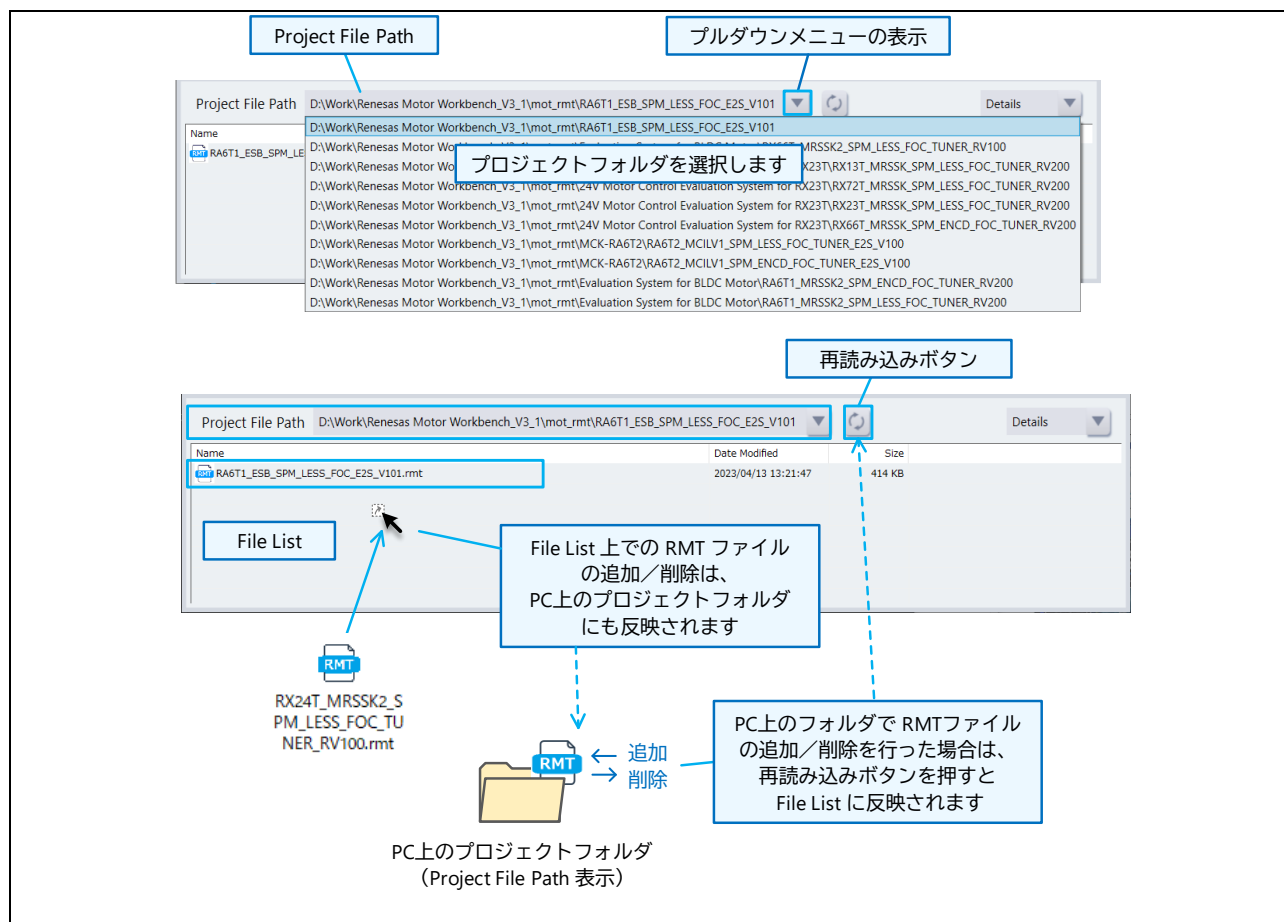 Project File Path
プルダウンメニューの表示
Project File Path D:\Work\Renesas Motor Workbench_V3_1\mot_rmt\RA6T1_ESB_SPM_LESS_FOC_E2S_V101 Details
Name
RMT RA6T1_ESB_SPM_LE
D:\Work\Renesas Motor Workbench_V3_1\mot_rmt\RA6T1_ESB_SPM_LESS_FOC_E2S_V101
MRSSK2_SPM_LESS_FOC_TUNER_RV100
プロジェクトフォルダを選択します
D:\Work\Renesas Mot RX23T\RX13T_MRSSK_SPM_LESS_FOC_TUNER_RV200
D:\Work\Renesas Motor Workbench_V3_1\mot_rmt\24V Motor Control Evaluation System for RX23T\RX72T_MRSSK_SPM_LESS_FOC_TUNER_RV200
D:\Work\Renesas Motor Workbench_V3_1\mot_rmt\24V Motor Control Evaluation System for RX23T\RX23T_MRSSK_SPM_LESS_FOC_TUNER_RV200
D:\Work\Renesas Motor Workbench_V3_1\mot_rmt\24V Motor Control Evaluation System for RX23T\RX66T_MRSSK_SPM_ENCD_FOC_TUNER_RV200
D:\Work\Renesas Motor Workbench_V3_1\mot_rmt\MCK-RA6T2\RA6T2_MCILV1_SPM_LESS_FOC_TUNER_E2S_V100
D:\Work\Renesas Motor Workbench_V3_1\mot_rmt\MCK-RA6T2\RA6T2_MCILV1_SPM_ENCD_FOC_TUNER_E2S_V100
D:\Work\Renesas Motor Workbench_V3_1\mot_rmt\Evaluation System for BLDC Motor\RA6T1_MRSSK2_SPM_ENCD_FOC_TUNER_RV200
D:\Work\Renesas Motor Workbench_V3_1\mot_rmt\Evaluation System for BLDC Motor\RA6T1_MRSSK2_SPM_LESS_FOC_TUNER_RV200
再読み込みボタン
Project File Path D:\Work\Renesas Motor Workbench_V3_1\mot_rmt\RA6T1_ESB_SPM_LESS_FOC_E2S_V101 Details
Name Date Modified Size
RMT RA6T1_ESB_SPM_LESS_FOC_E2S_V101.rmt 2023/04/13 13:21:47 414 KB
File List
File List 上での RMT ファイル
の追加／削除は、
PC上のプロジェクトフォルダ
にも反映されます
RMT
RX24T_MRSSK2_S
PM_LESS_FOC_TU
NER_RV100.rmt
RMT
← 追加
→ 削除
PC上のフォルダで RMTファイル
の追加／削除を行った場合は、
再読み込みボタンを押すと
File List に反映されます
PC上のプロジェクトフォルダ
（Project File Path 表示）